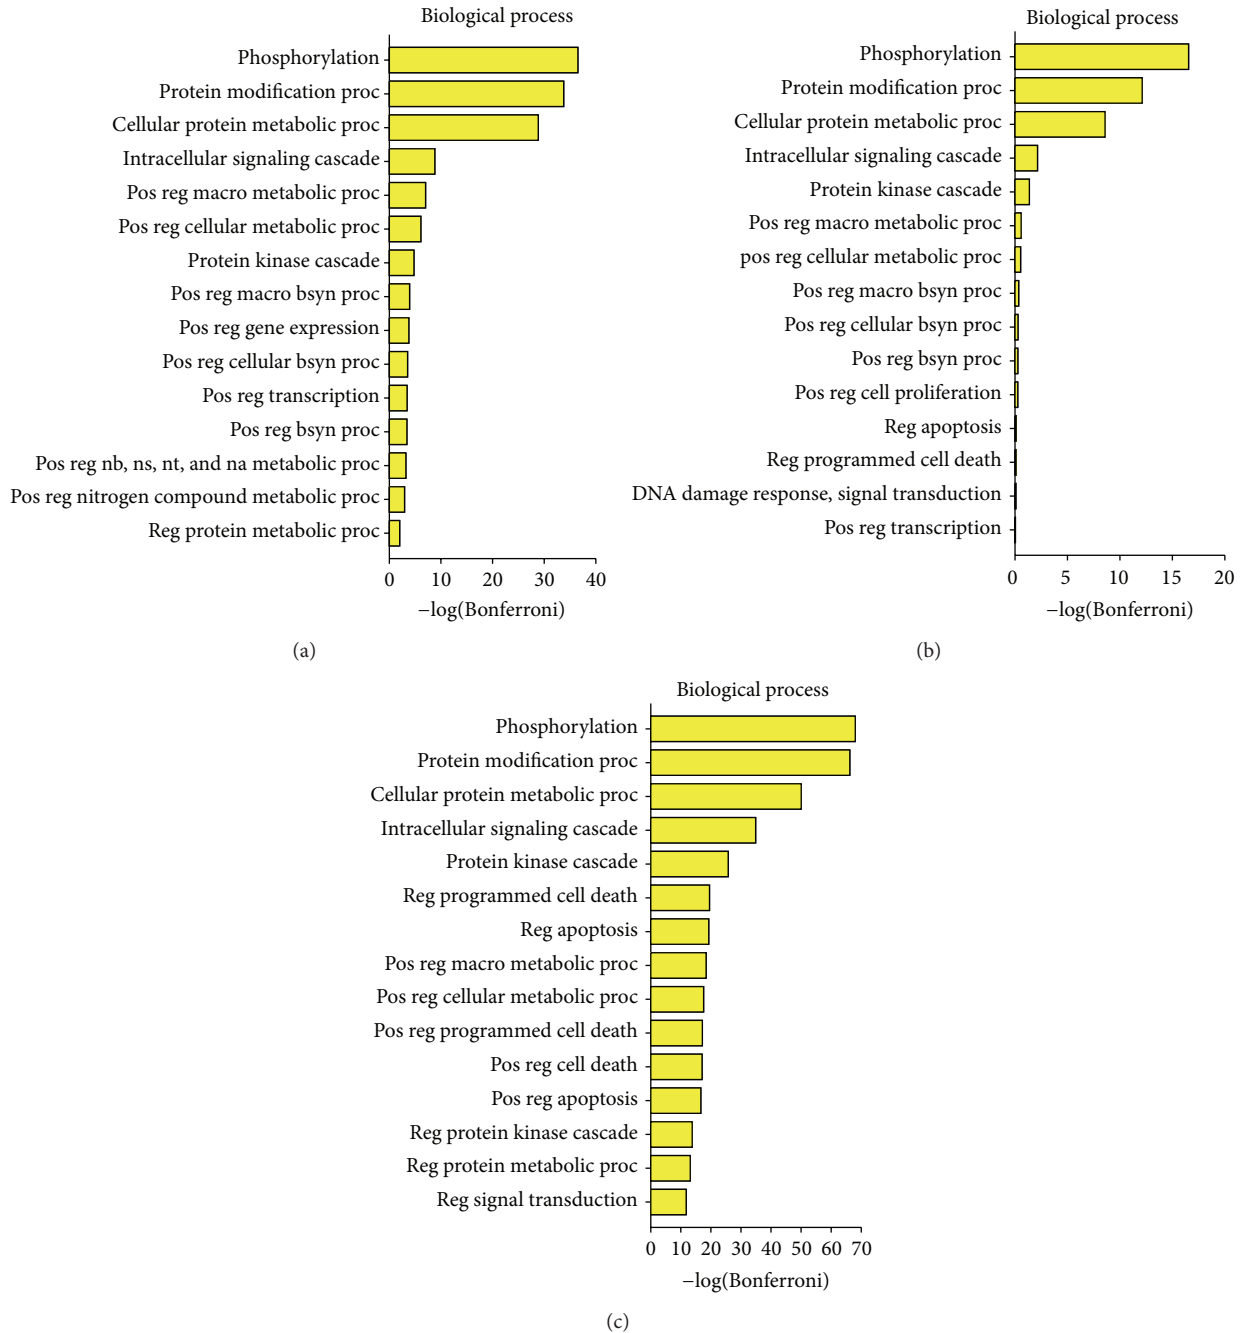 Biological process
Phosphorylation
Protein modification proc
Cellular protein metabolic proc
Intracellular signaling cascade
Pos reg macro metabolic proc
Pos reg cellular metabolic proc
Protein kinase cascade
Pos reg macro bsyn proc
Pos reg gene expression
Pos reg cellular bsyn proc
Pos reg transcription
Pos reg bsyn proc
Pos reg nb, ns, nt, and na metabolic proc
Pos reg nitrogen compound metabolic proc
Reg protein metabolic proc
0 10 20 30 40
−log(Bonferroni)
(a)
Biological process
Phosphorylation
Protein modification proc
Cellular protein metabolic proc
Intracellular signaling cascade
Protein kinase cascade
Pos reg macro metabolic proc
pos reg cellular metabolic proc
Pos reg macro bsyn proc
Pos reg cellular bsyn proc
Pos reg bsyn proc
Pos reg cell proliferation
Reg apoptosis
Reg programmed cell death
DNA damage response, signal transduction
Pos reg transcription
0 5 10 15 20
−log(Bonferroni)
(b)
Biological process
Phosphorylation
Protein modification proc
Cellular protein metabolic proc
Intracellular signaling cascade
Protein kinase cascade
Reg programmed cell death
Reg apoptosis
Pos reg macro metabolic proc
Pos reg cellular metabolic proc
Pos reg programmed cell death
Pos reg cell death
Pos reg apoptosis
Reg protein kinase cascade
Reg protein metabolic proc
Reg signal transduction
0 10 20 30 40 50 60 70
−log(Bonferroni)
(c)